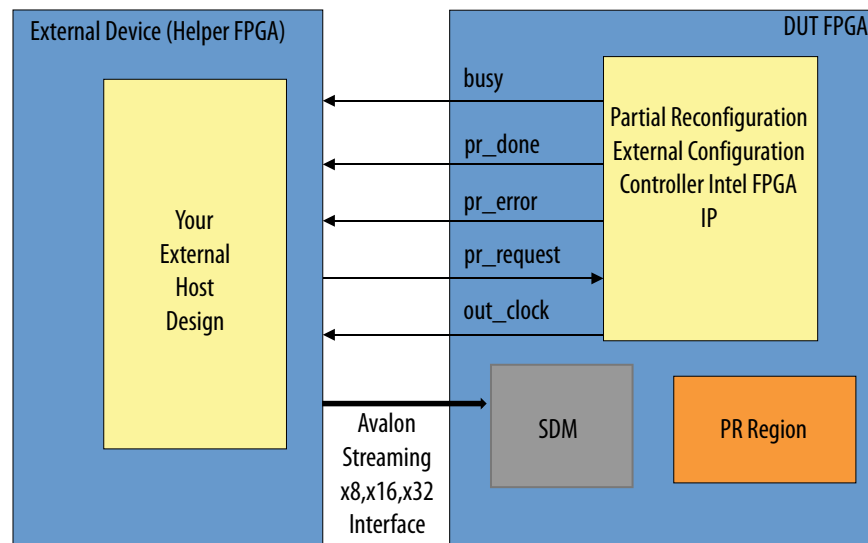 External Device (Helper FPGA)
DUT FPGA
busy
pr_done
pr_error
pr_request
out_clock
Your
External
Host
Design
Partial Reconfiguration
External Configuration
Controller Intel FPGA
IP
Avalon
Streaming
x8,x16,x32
Interface
SDM
PR Region